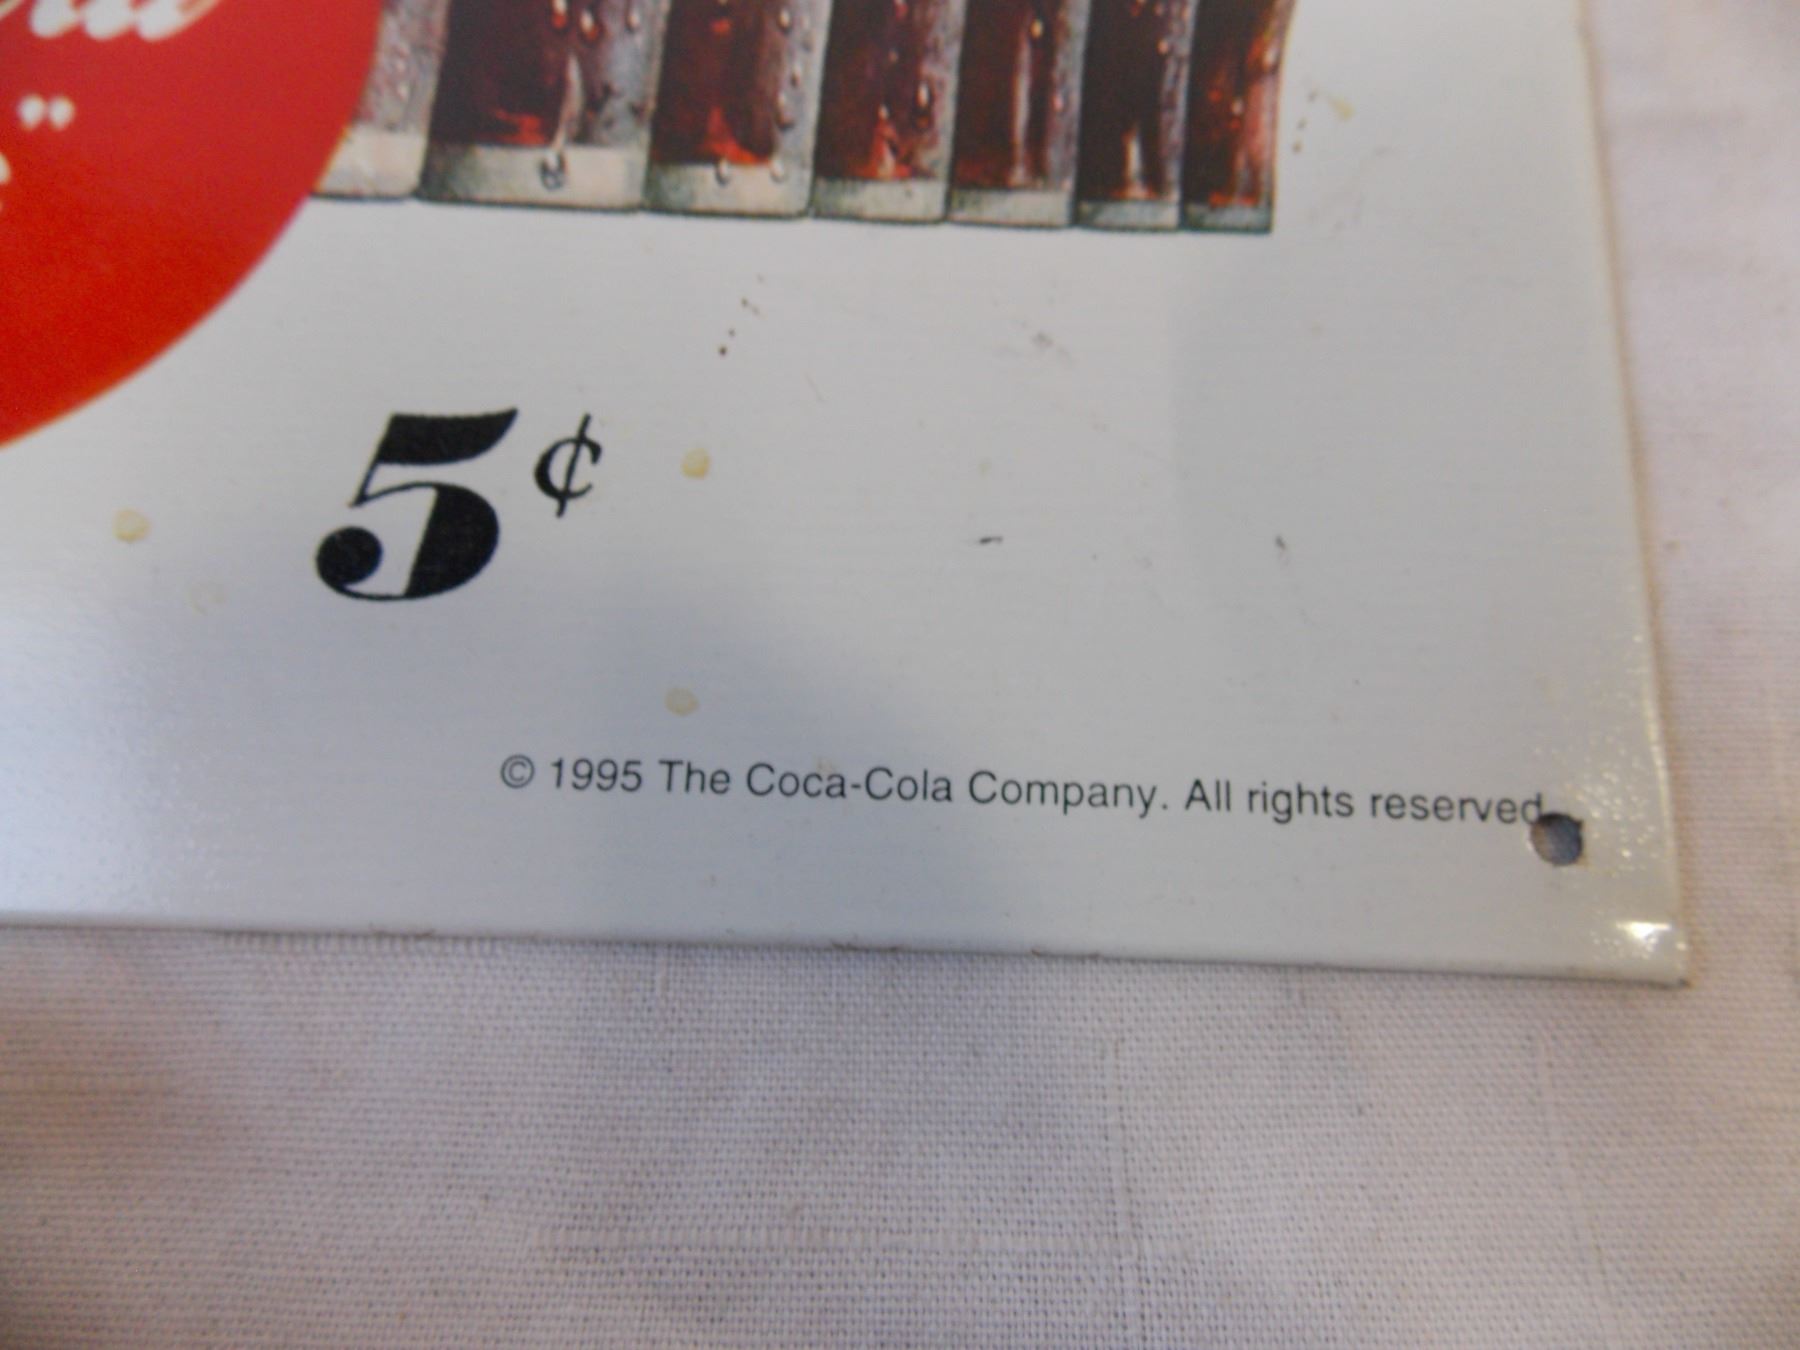 5¢
© 1995 The Coca-Cola Company. All rights reserved.